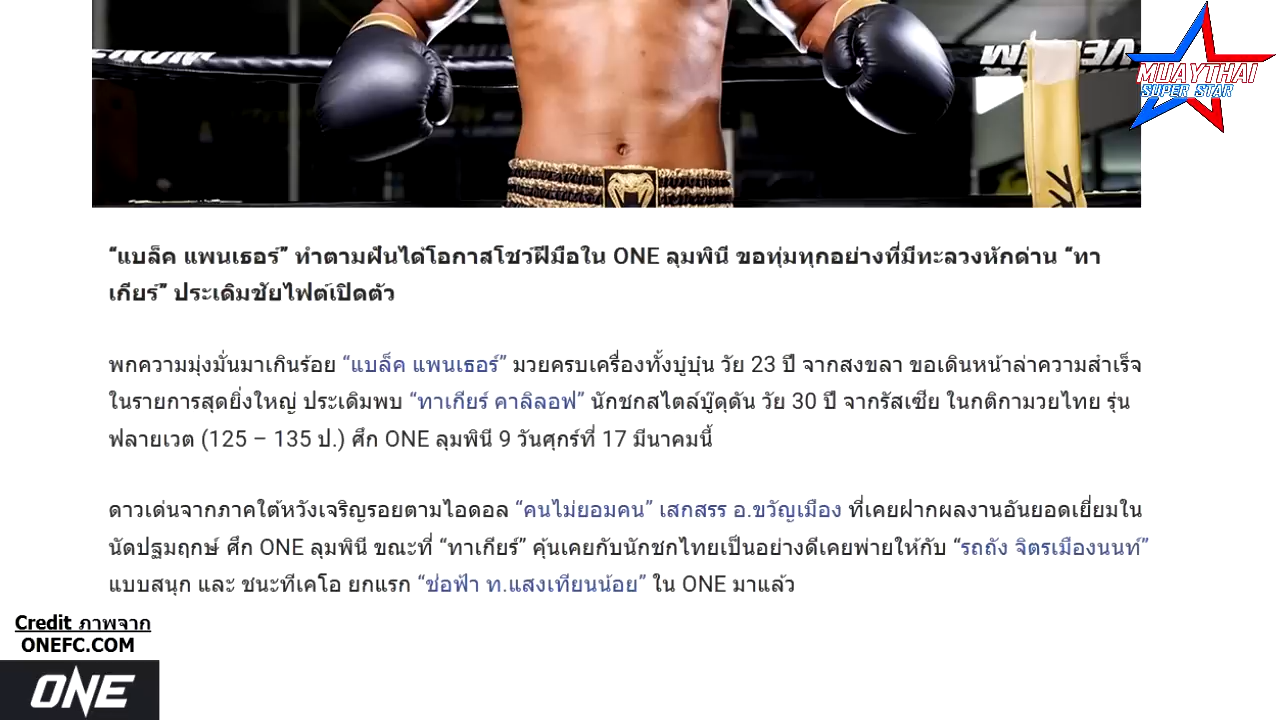 VENUM
VENUM
MUAYTHAI
SUPER STAR
“แบล็ค แพนเธอร์” ทำตามฝันได้โอกาสโชว์ฝีมือใน ONE ลุมพินี ขอทุ่มทุกอย่างที่มีทะลวงหักด่าน “ทา
เกียร์” ประเดิมชัยไฟต์เปิดตัว
พกความมุ่งมั่นมาเกินร้อย “แบล็ค แพนเธอร์” มวยครบเครื่องทั้งบู่บุ๋น วัย 23 ปี จากสงขลา ขอเดินหน้าล่าความสำเร็จ
ในรายการสุดยิ่งใหญ่ ประเดิมพบ “ทาเกียร์ คาลิลอฟ” นักชกสไตล์บู๊ดุดัน วัย 30 ปี จากรัสเซีย ในกติกามวยไทย รุ่น
ฟลายเวต (125 – 135 ป.) ศึก ONE ลุมพินี 9 วันศุกร์ที่ 17 มีนาคมนี้
ดาวเด่นจากภาคใต้หวังเจริญรอยตามไอดอล “คนไม่ยอมคน” เสกสรร อ.ขวัญเมือง ที่เคยฝากผลงานอันยอดเยี่ยมใน
นัดปฐมฤกษ์ ศึก ONE ลุมพินี ขณะที่ “ทาเกียร์” คุ้นเคยกับนักชกไทยเป็นอย่างดีเคยพ่ายให้กับ “รถถัง จิตรเมืองนนท์”
แบบสนุก และ ชนะทีเคโอ ยกแรก “ช่อฟ้า ท.แสงเทียนน้อย” ใน ONE มาแล้ว
Credit ภาพจาก
ONEFC.COM
ONE